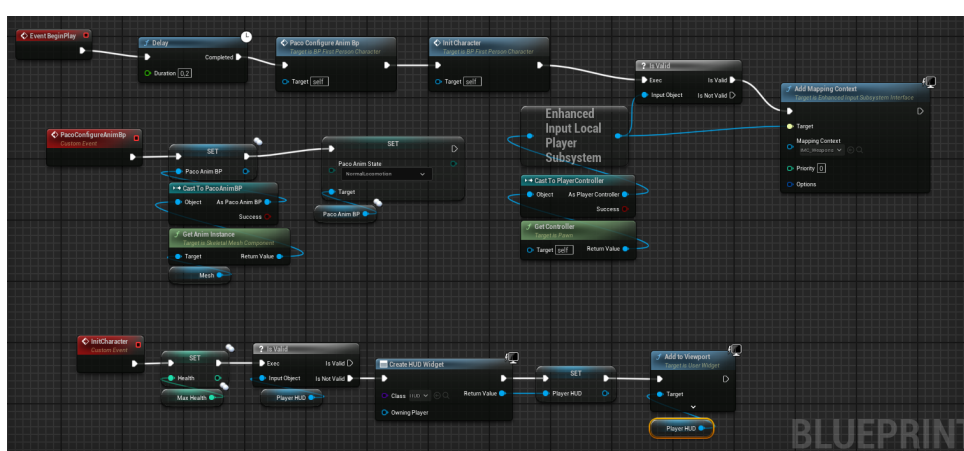 Event BeginPlay
Delay
Completed
Duration 0,2
Paco Configure Anim Bp
Target is BP First Person Character
Target self
Init Character
Target is BP First Person Character
Target self
? Is Valid
Exec
Is Valid
Input Object
Is Not Valid
Add Mapping Context
Target is Enhanced Input Subsystem Interface
Target
Mapping Context
IMC_Weapons
Priority 0
Options
Enhanced
Input Local
Player
Subsystem
Cast To PlayerController
Object
As Player Controller
Success
Get Controller
Target is Pawn
Target self
Return Value
PacoConfigureAnimBp
Custom Event
SET
Paco Anim BP
Cast To PacoAnimBP
Object
As Paco Anim BP
Success
Get Anim Instance
Target is Skeletal Mesh Component
Target
Return Value
Mesh
SET
Paco Anim State
NormalLocomotion
Target
Paco Anim BP
InitCharacter
Custom Event
SET
Health
Max Health
? Is Valid
Exec
Is Valid
Input Object
Is Not Valid
Player HUD
Create HUD Widget
Class
HUD
Return Value
Owning Player
SET
Player HUD
Add to Viewport
Target is User Widget
Target
Player HUD
BLUEPRINT